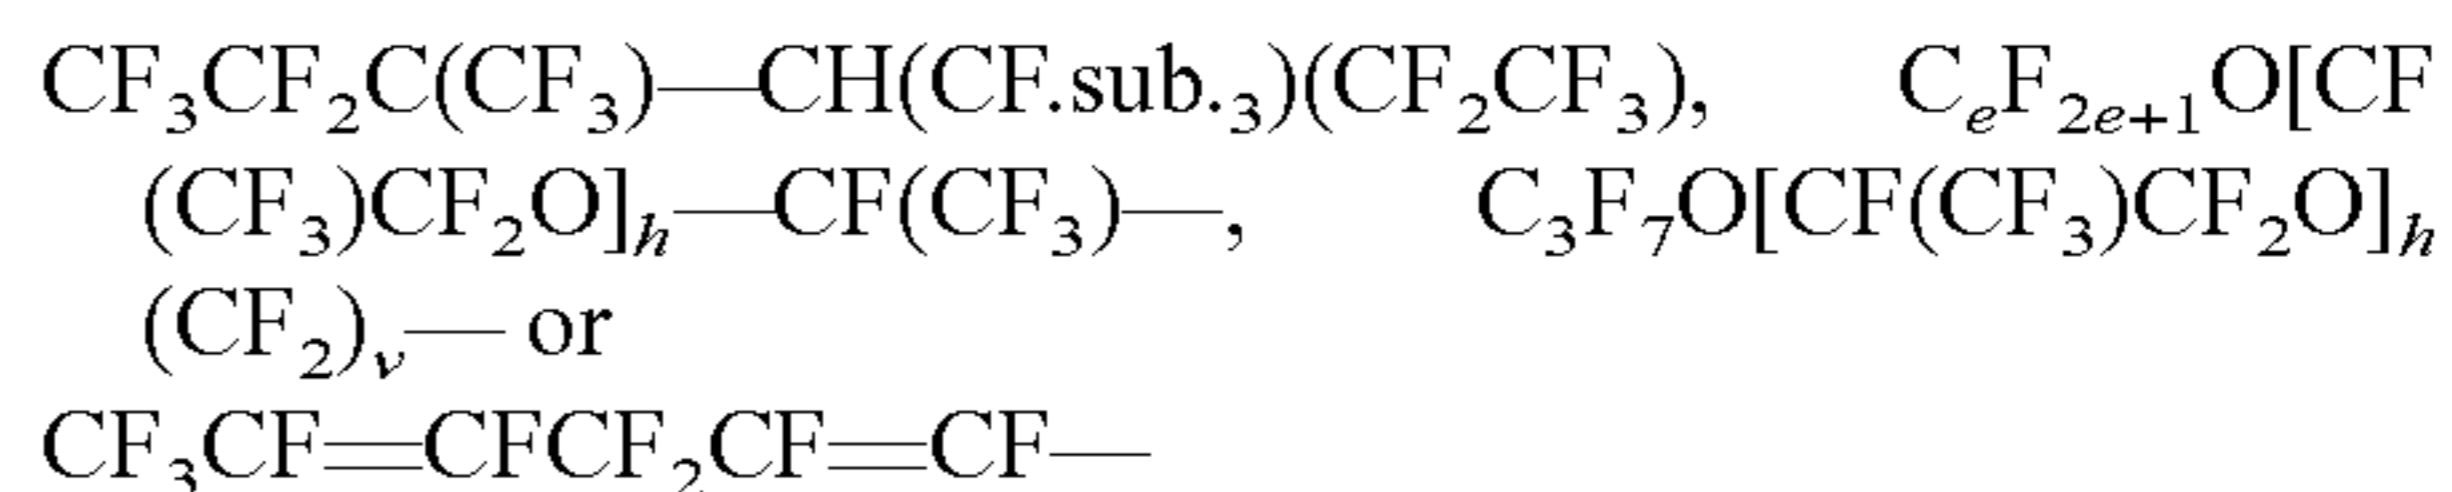 CF₃CF₂C(CF₃)—CH(CF.sub.₃)(CF₂CF₃), CₑF₂ₑ₊₁O[CF
(CF₃)CF₂O]ₕ—CF(CF₃)—, C₃F₇O[CF(CF₃)CF₂O]ₕ
(CF₂)ᵥ— or
CF₃CF=CFCF₂CF=CF—